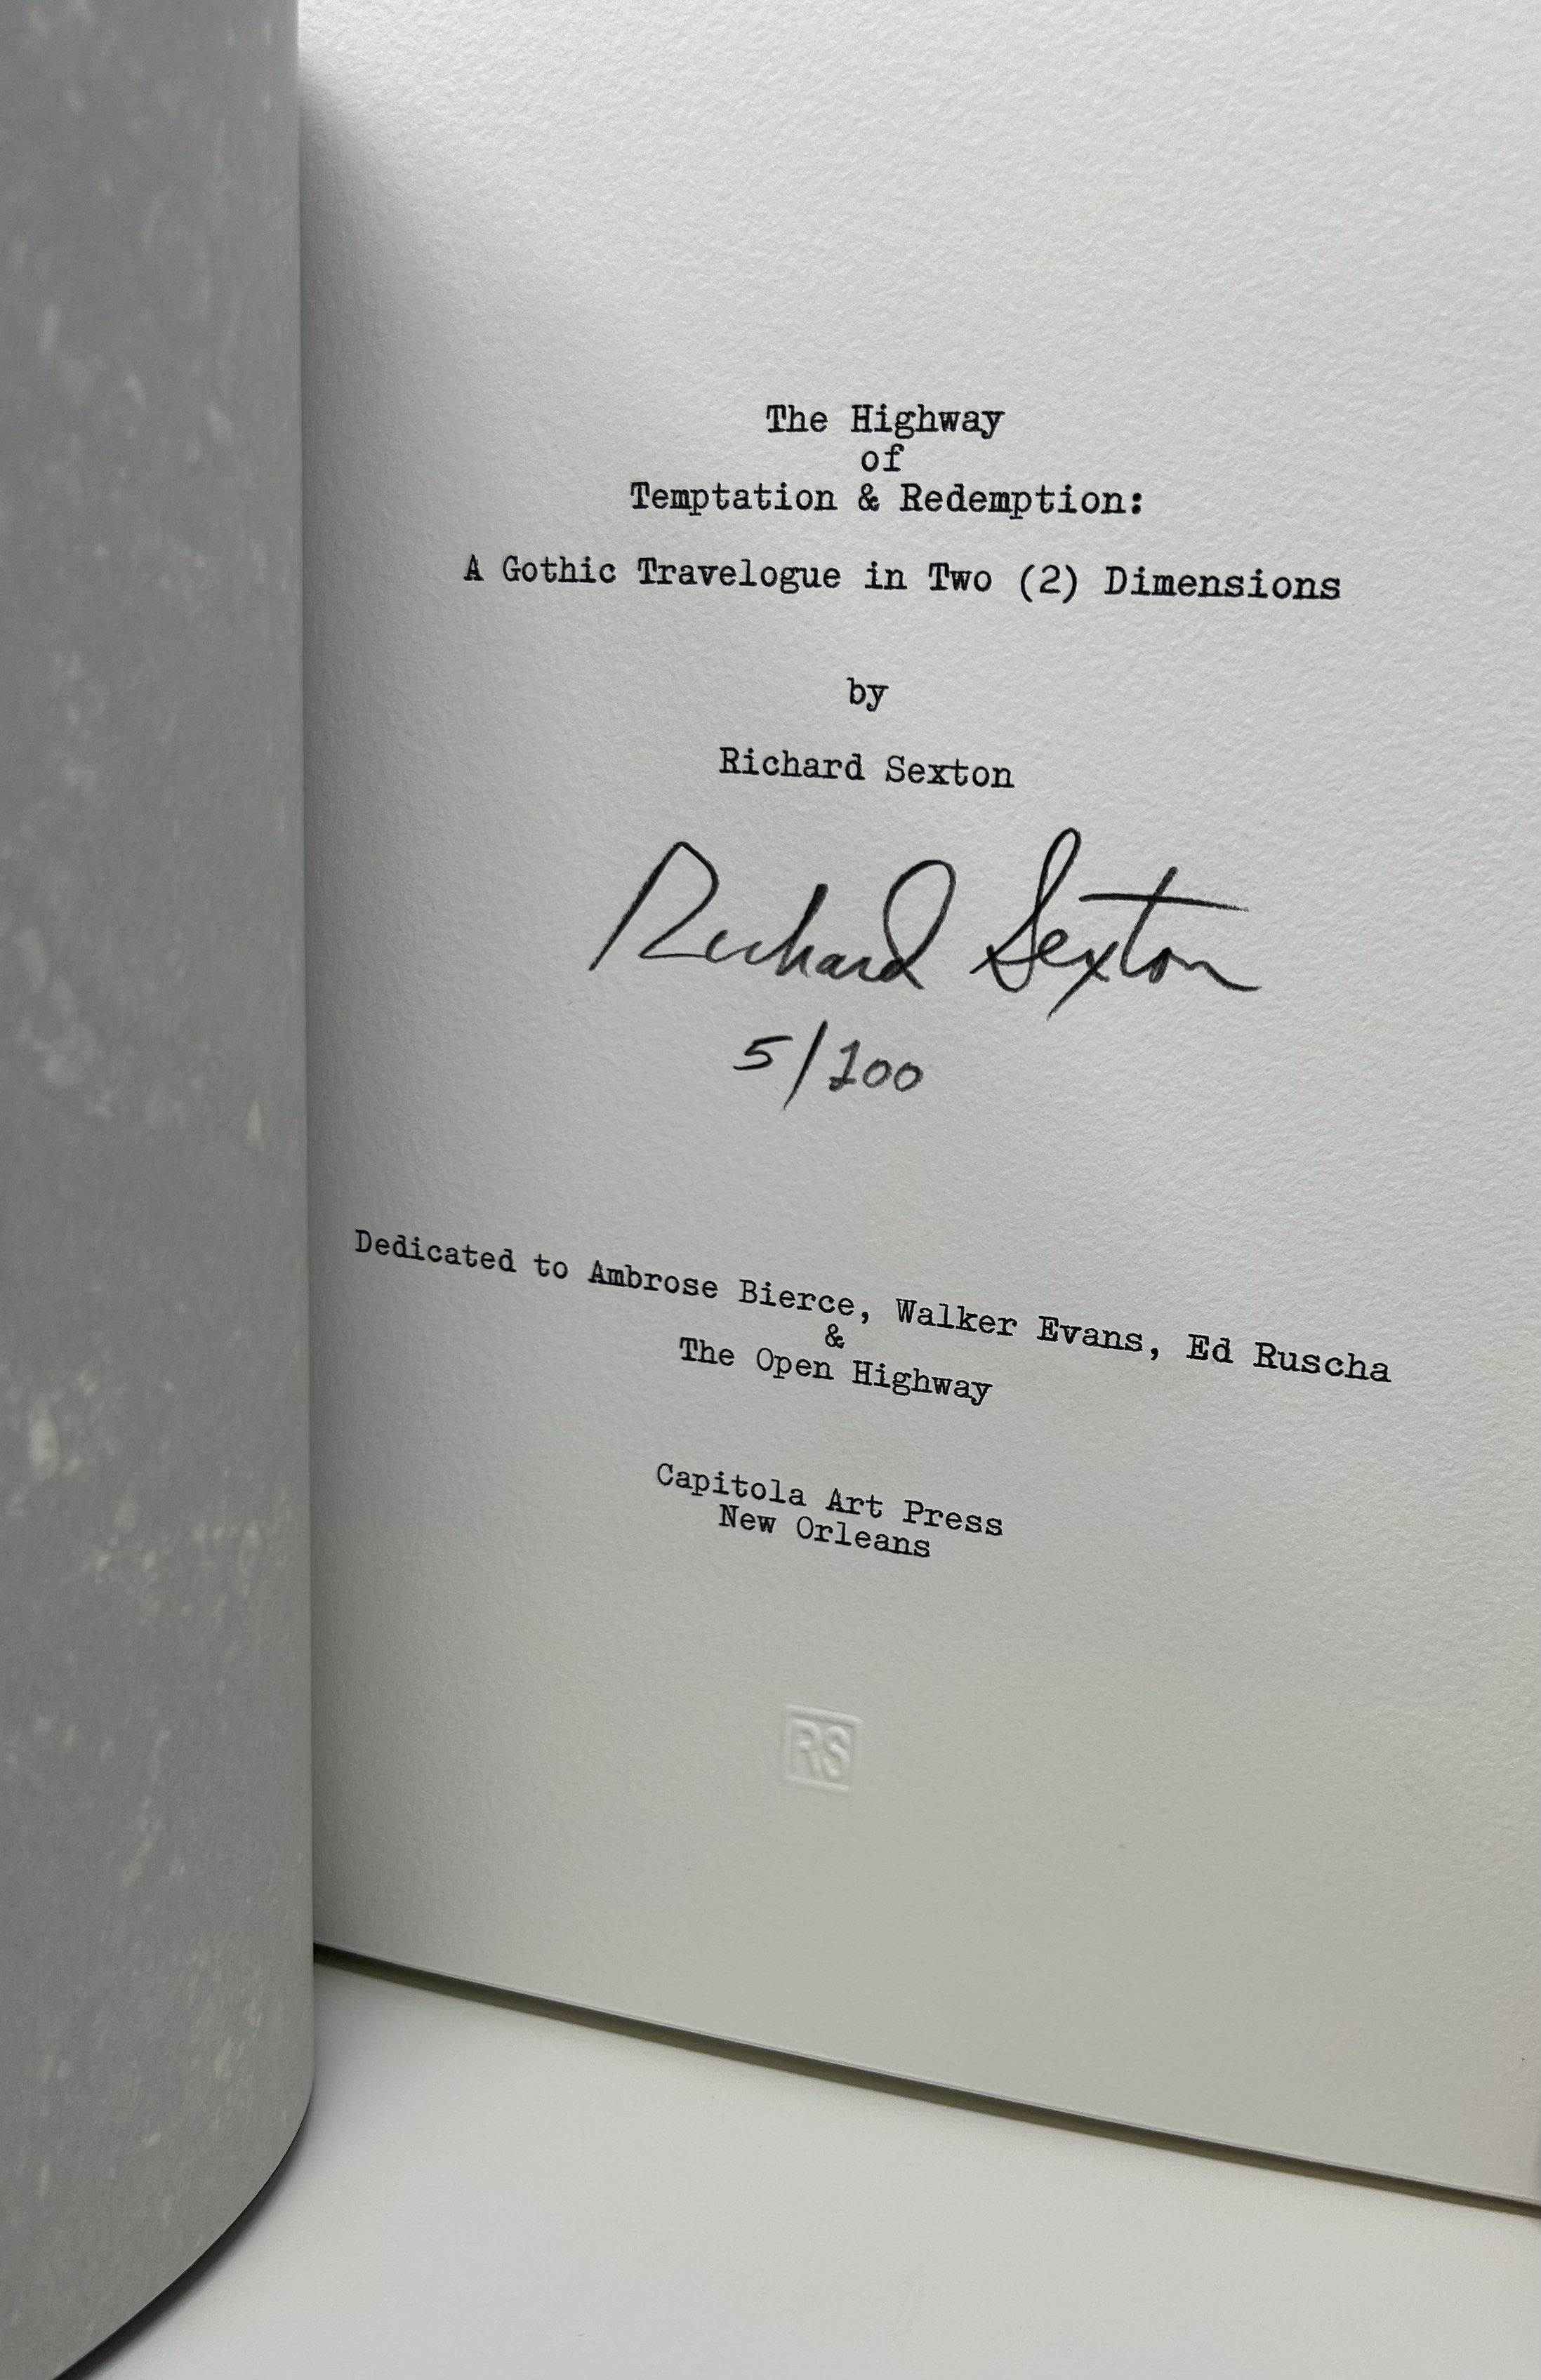 The Highway
of
Temptation & Redemption:
A Gothic Travelogue in Two (2) Dimensions
by
Richard Sexton
Richard Sexton
5/100
Dedicated to Ambrose Bierce, Walker Evans, Ed Ruscha
&
The Open Highway
Capitola Art Press
New Orleans
RS